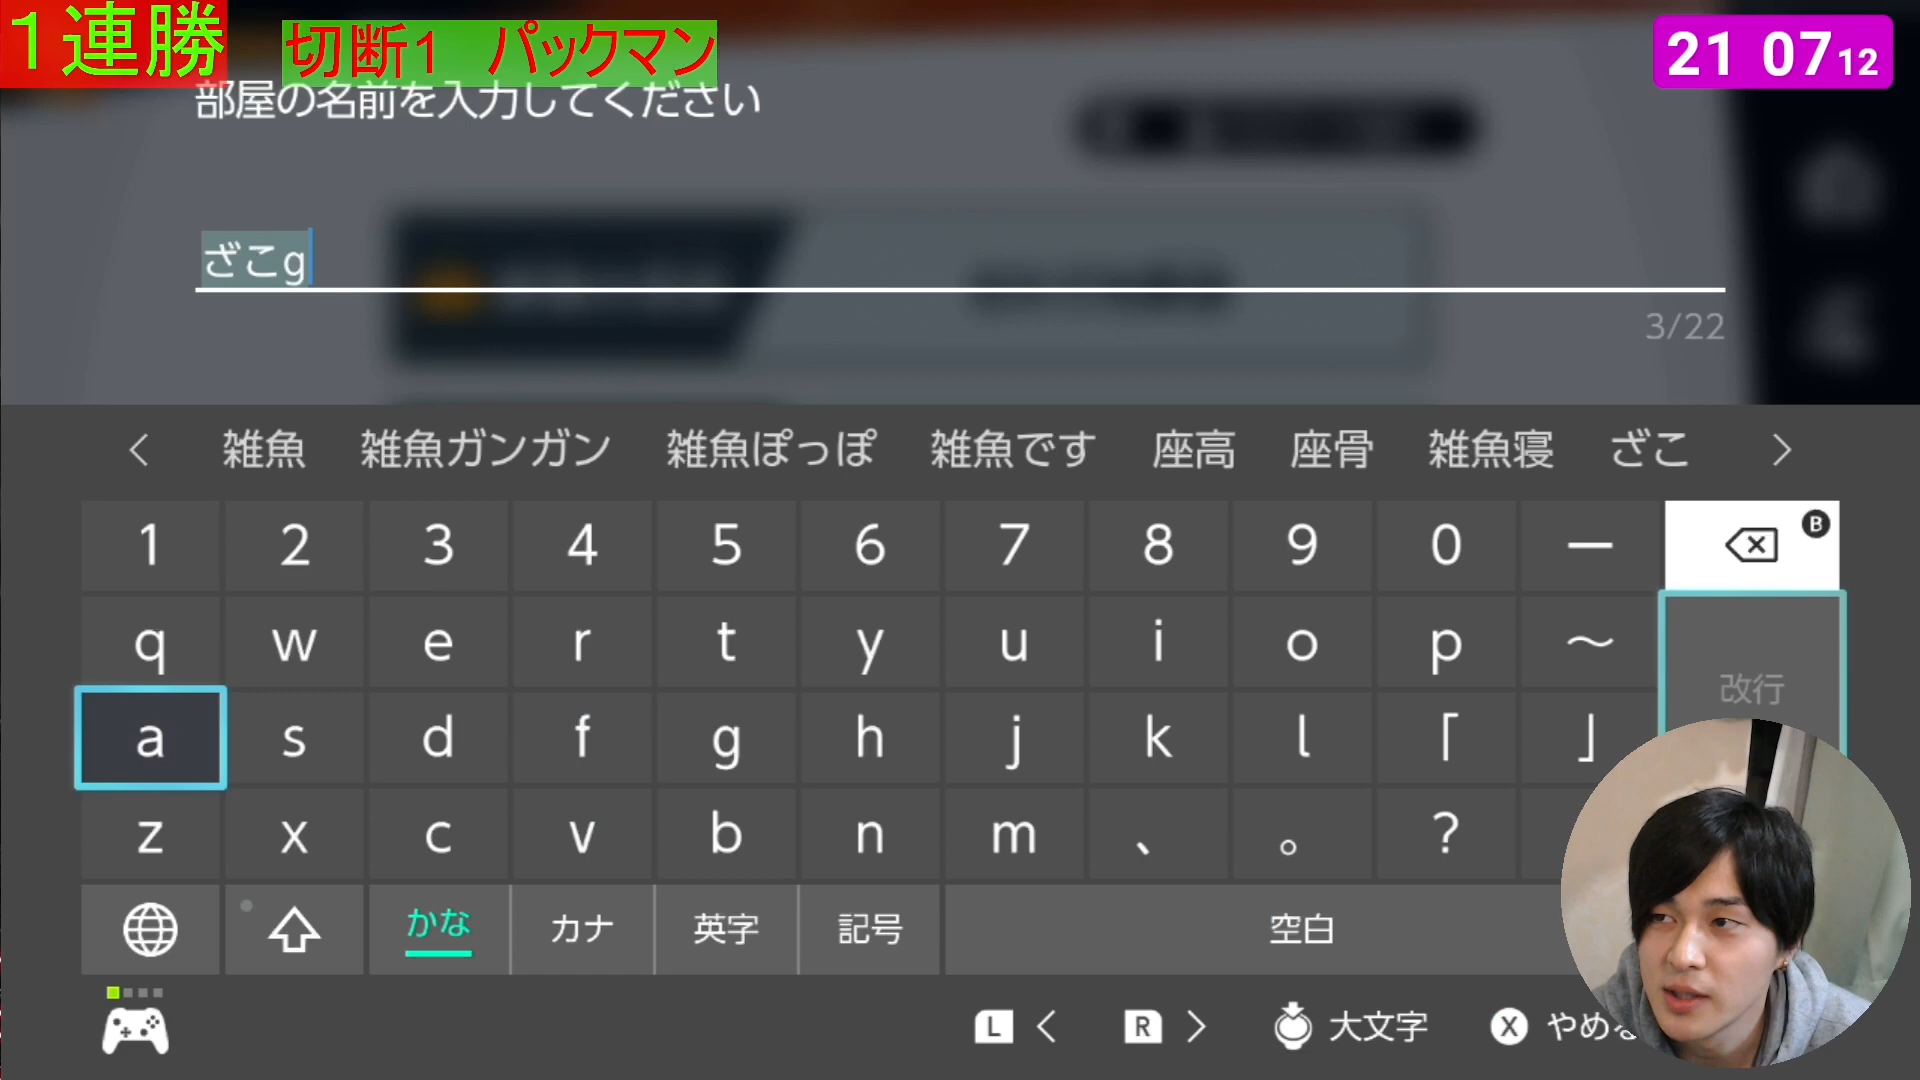 1連勝
切断1　パックマン
21 07 12
部屋の名前を入力してください
ざこg
3/22
雑魚 雑魚ガンガン 雑魚ぽっぽ 雑魚です 座高 座骨 雑魚寝 ざこ
1 2 3 4 5 6 7 8 9 0 ー B
q w e r t y u i o p ～ 改行
a s d f g h j k l 「 」
z x c v b n m 、 。 ?
かな カナ 英字 記号 空白
L R 大文字 X やめ